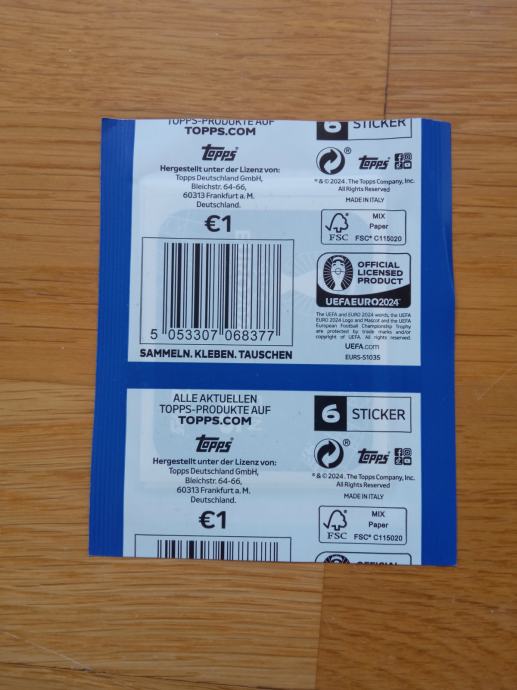 TOPPS-PRODUKTE AUF
TOPPS.COM
Topps
Hergestellt unter der Lizenz von:
Topps Deutschland GmbH,
Bleichstr. 64-66,
60313 Frankfurt a. M.
Deutschland.
€1
5 053307 068377
SAMMELN. KLEBEN. TAUSCHEN
6 STICKER
Topps
® & © 2024. The Topps Company, Inc.
All Rights Reserved
MADE IN ITALY
FSC
MIX
Paper
FSC® C115020
OFFICIAL
LICENSED
PRODUCT
UEFA EURO2024
The UEFA and EURO 2024 words, the UEFA
EURO 2024 Logo and Mascot and the UEFA
European Football Championship Trophy
are protected by trade marks and/or
copyright of UEFA. All rights reserved.
UEFA.com
EURS-51035
ALLE AKTUELLEN
TOPPS-PRODUKTE AUF
TOPPS.COM
Topps
Hergestellt unter der Lizenz von:
Topps Deutschland GmbH,
Bleichstr. 64-66,
60313 Frankfurt a. M.
Deutschland.
€1
6 STICKER
Topps
® & © 2024. The Topps Company, Inc.
All Rights Reserved
MADE IN ITALY
FSC
MIX
Paper
FSC® C115020
OFFICIAL